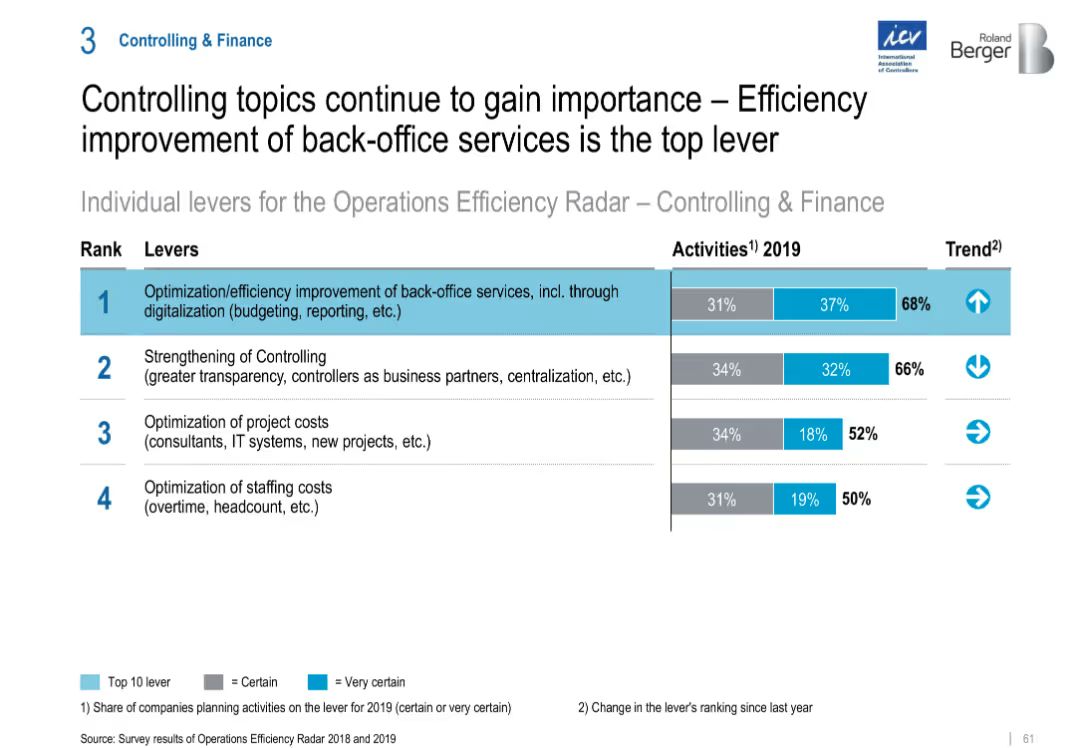 3 Controlling & Finance
icv
International
Association
of Controllers
Roland
Berger
B
Controlling topics continue to gain importance – Efficiency
improvement of back-office services is the top lever
Individual levers for the Operations Efficiency Radar – Controlling & Finance
Rank Levers Activities1) 2019 Trend2)
1 Optimization/efficiency improvement of back-office services, incl. through
digitalization (budgeting, reporting, etc.)
31% 37% 68%
2 Strengthening of Controlling
(greater transparency, controllers as business partners, centralization, etc.)
34% 32% 66%
3 Optimization of project costs
(consultants, IT systems, new projects, etc.)
34% 18% 52%
4 Optimization of staffing costs
(overtime, headcount, etc.)
31% 19% 50%
Top 10 lever = Certain = Very certain
1) Share of companies planning activities on the lever for 2019 (certain or very certain) 2) Change in the lever's ranking since last year
Source: Survey results of Operations Efficiency Radar 2018 and 2019
61